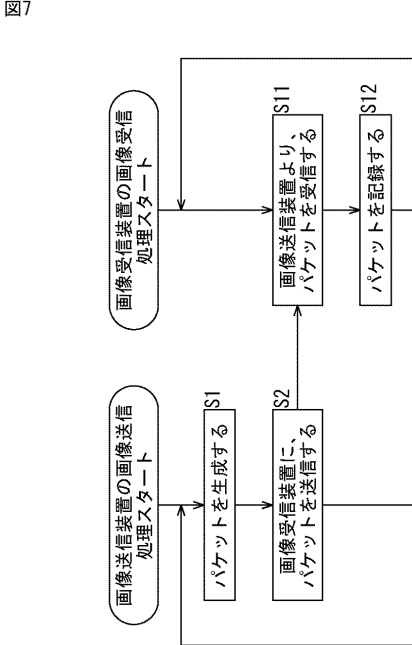 図7
画像送信装置の画像送信
処理スタート
S1
パケットを生成する
S2
画像受信装置に、
パケットを送信する
画像受信装置の画像受信
処理スタート
S11
画像送信装置より、
パケットを受信する
S12
パケットを記録する